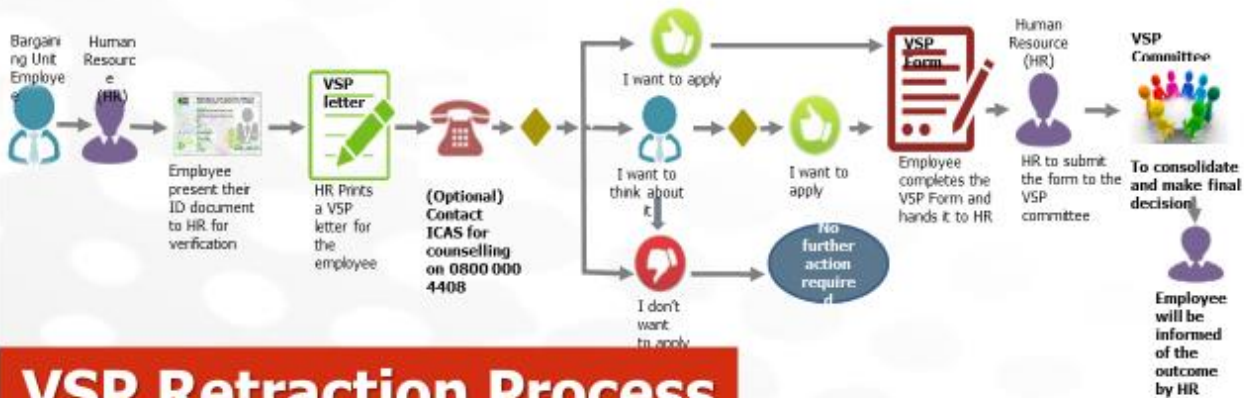 Bargaini
ng Unit
Employe
e
Human
Resourc
e
(HR)
Employee
present their
ID document
to HR for
verification
VSP
letter
HR Prints
a VSP
letter for
the
employee
(Optional)
Contact
ICAS for
counselling
on 0800 000
4408
I want to apply
I want to
think about
it
I don't
want
to apply
I want to
apply
No
further
action
require
d
VSP
Form
Employee
completes the
VSP Form and
hands it to HR
Human
Resource
(HR)
HR to submit
the form to the
VSP
committee
VSP
Committee
To consolidate
and make final
decision
Employee
will be
informed
of the
outcome
by HR
VSP Retraction Process